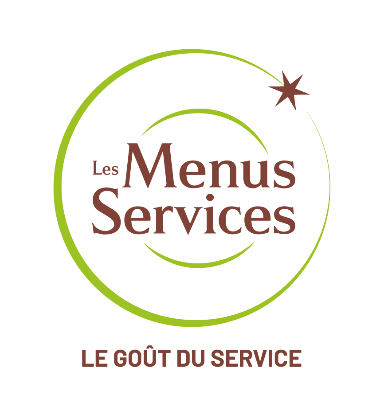 Les Menus
Services
LE GOÛT DU SERVICE